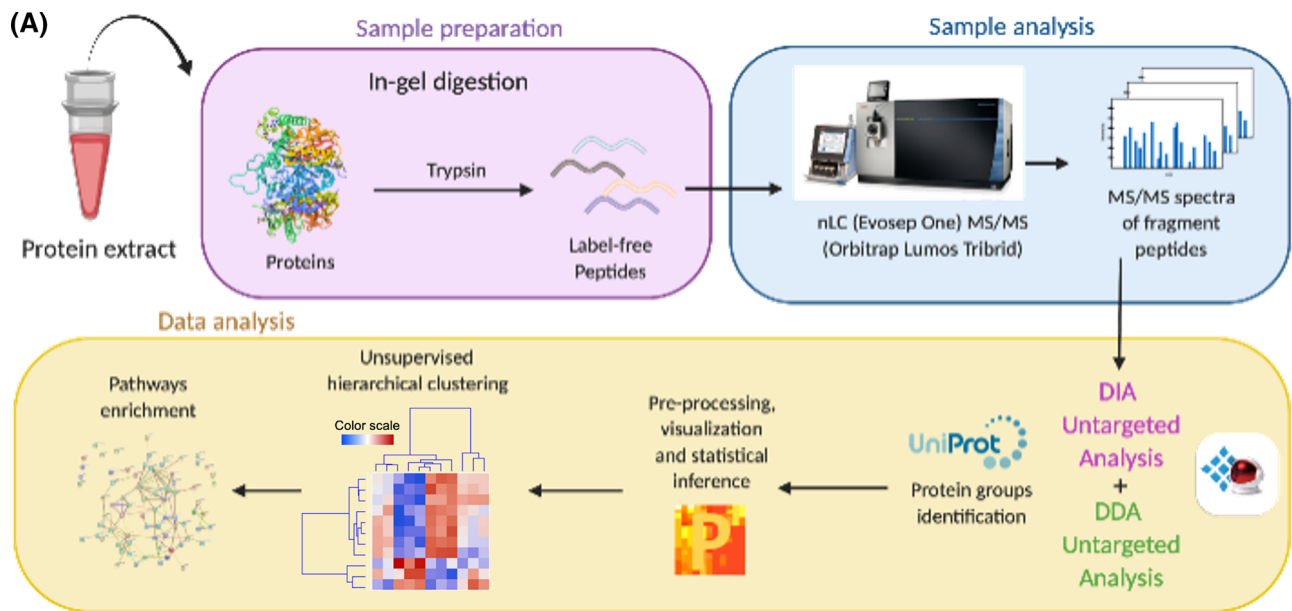 (A)
Protein extract
Sample preparation
In-gel digestion
Proteins
Trypsin
Label-free
Peptides
Sample analysis
nLC (Evosep One) MS/MS
(Orbitrap Lumos Tribrid)
MS/MS spectra
of fragment
peptides
Data analysis
DIA
Untargeted
Analysis
+
DDA
Untargeted
Analysis
UniProt
Protein groups
identification
Pre-processing,
visualization
and statistical
inference
P
Unsupervised
hierarchical clustering
Color scale
Pathways
enrichment